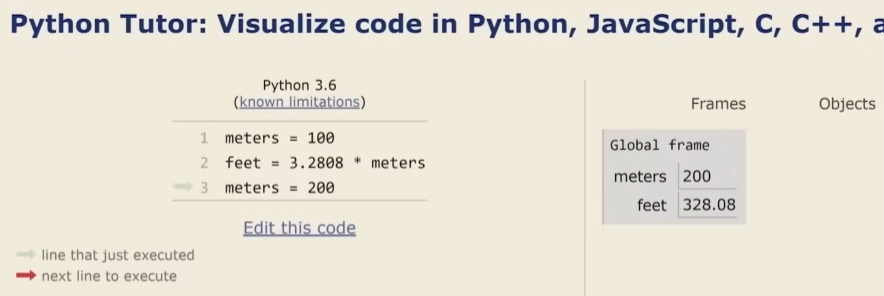 Python Tutor: Visualize code in Python, JavaScript, C, C++,
Python 3.6
(known limitations)
1 meters = 100
2 feet = 3.2808 * meters
3 meters = 200
Edit this code
line that just executed
next line to execute
Frames Objects
Global frame
meters 200
feet 328.08